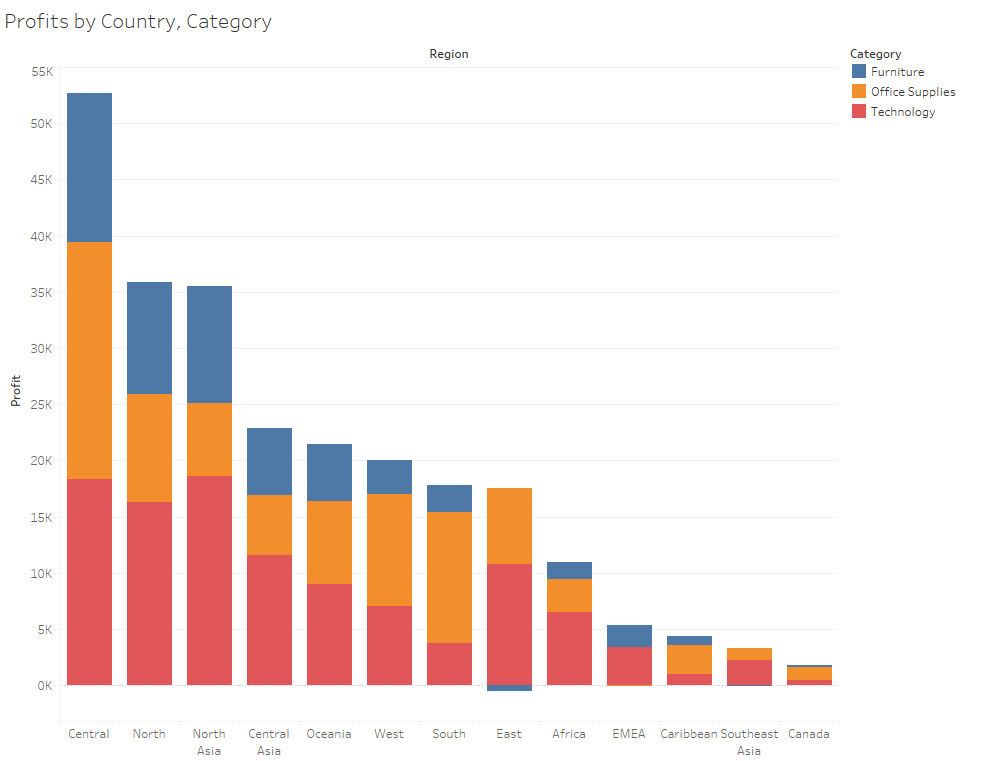 Profits by Country, Category
Region
Category
Furniture
Office Supplies
Technology
55K
50K
45K
40K
35K
30K
25K
20K
15K
10K
5K
0K
Profit
Central
North
North
Asia
Central
Asia
Oceania
West
South
East
Africa
EMEA
Caribbean
Southeast
Asia
Canada